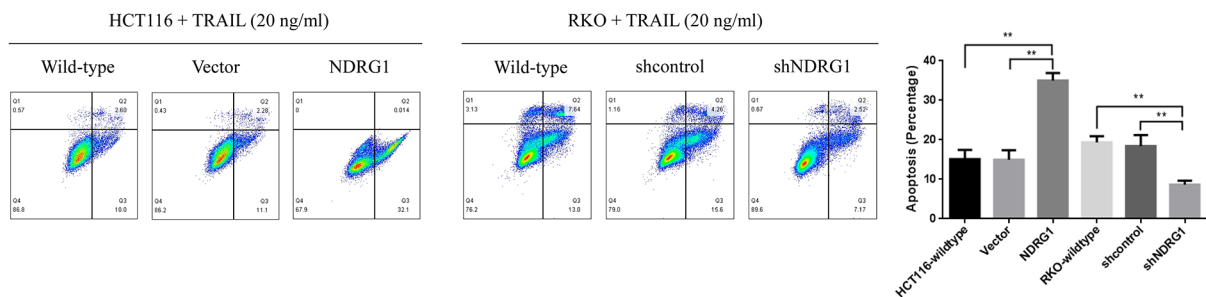 HCT116 + TRAIL (20 ng/ml)
Wild-type Vector NDRG1
Q1 0.57 Q2 2.60
Q4 86.8 Q3 10.0
Q1 0.43 Q2 2.28
Q4 86.2 Q3 11.1
Q1 0 Q2 0.014
Q4 67.9 Q3 32.1
RKO + TRAIL (20 ng/ml)
Wild-type shcontrol shNDRG1
Q1 3.13 Q2 7.64
Q4 76.2 Q3 13.0
Q1 1.16 Q2 4.26
Q4 79.0 Q3 15.6
Q1 0.67 Q2 2.52
Q4 89.6 Q3 7.17
Apoptosis (Percentage)
40
30
20
10
0
**
**
**
**
HCT116-wildtype
Vector
NDRG1
RKO-wildtype
shcontrol
shNDRG1